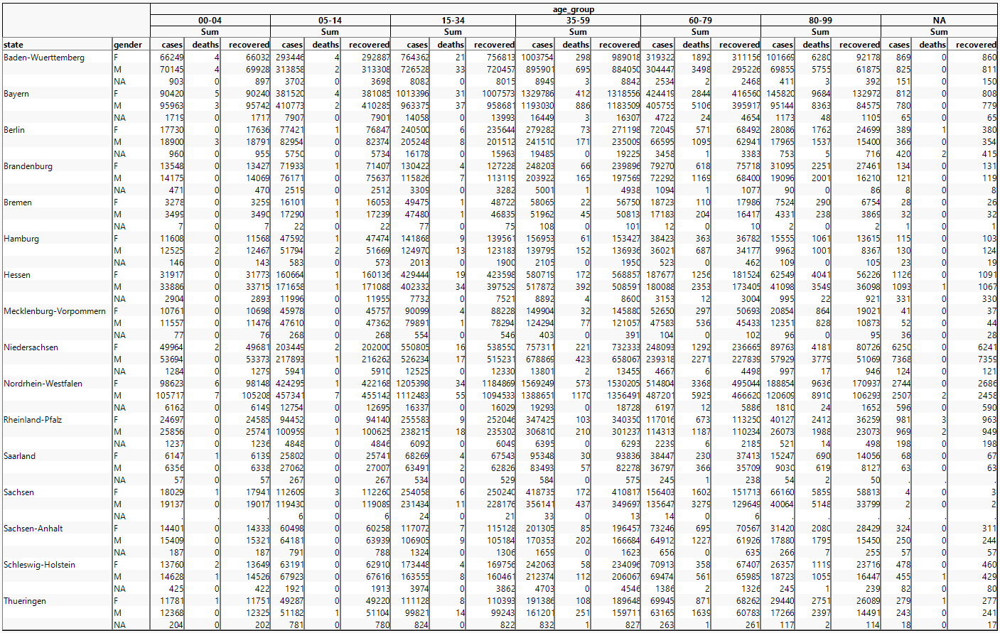 age_group
00-04 05-14 15-34 35-59 60-79 80-99 NA
Sum Sum Sum Sum Sum Sum Sum
state gender cases deaths recovered cases deaths recovered cases deaths recovered cases deaths recovered cases deaths recovered cases deaths recovered cases deaths recovered
Baden-Wuerttemberg F 66249 4 66032 293446 4 292887 764362 21 756813 1003754 298 989018 319322 1892 311156 101669 6280 92178 869 0 860
M 70145 4 69928 313858 2 313308 726528 33 720457 895901 695 884050 304447 3498 295226 69855 5755 61875 825 0 811
NA 903 0 897 3702 0 3698 8082 0 8015 8949 3 8842 2534 2 2468 411 3 392 151 0 150
Bayern F 90420 5 90240 381520 4 381085 1013396 31 1007573 1329786 412 1318556 424419 2844 416560 145820 9684 132972 812 0 808
M 95963 3 95742 410773 2 410285 963375 37 958681 1193030 886 1183509 405755 5106 395917 95144 8363 84575 780 0 779
NA 1719 0 1717 7907 0 7901 14058 0 13993 16449 3 16307 4722 24 4654 1173 48 1105 65 0 65
Berlin F 17730 0 17636 77421 1 76847 240500 6 235644 279282 73 271198 72045 571 68492 28086 1762 24699 389 1 380
M 18900 3 18791 82954 0 82374 205248 8 201512 241510 171 235009 66595 1095 62941 17965 1537 15400 366 0 354
NA 960 0 955 5750 0 5734 16178 0 15963 19485 0 19225 3458 1 3383 753 5 716 420 2 415
Brandenburg F 13548 0 13427 71933 1 71407 130422 4 127228 248203 66 239896 79270 618 75718 31095 2251 27461 134 0 131
M 14175 0 14069 76171 0 75637 115826 7 113119 203922 165 197569 72292 1169 68400 19096 2001 16210 121 0 119
NA 471 0 470 2519 0 2512 3309 0 3282 5001 1 4938 1094 1 1077 90 0 86 8 0 8
Bremen F 3278 0 3259 16101 1 16053 49475 1 48722 58065 22 56750 18723 110 17986 7524 290 6754 28 0 26
M 3499 0 3490 17290 1 17239 47480 1 46835 51962 45 50813 17183 204 16417 4331 238 3869 32 0 32
NA 7 0 7 22 0 22 77 0 75 108 0 101 12 0 10 2 0 2 1 0 1
Hamburg F 11608 0 11568 47592 1 47474 141868 9 139561 156953 61 153427 38423 363 36782 15555 1061 13615 115 0 103
M 12525 2 12467 51794 2 51669 124970 13 123183 139795 152 136936 36021 687 34177 9962 1001 8367 130 0 124
NA 146 0 143 583 0 573 2013 0 1900 2105 0 1950 523 0 462 109 0 105 23 0 19
Hessen F 31917 0 31773 160664 1 160136 429444 19 423598 580719 172 568857 187677 1256 181524 62549 4041 56226 1126 0 1091
M 33886 0 33715 171658 1 171088 402332 34 397529 517872 392 508591 180088 2353 173405 41098 3549 36098 1093 1 1067
NA 2904 0 2893 11996 0 11955 7732 0 7521 8892 4 8600 3153 12 3004 995 22 921 331 0 330
Mecklenburg-Vorpommern F 10761 0 10698 45978 0 45757 90099 4 88228 149904 32 145880 52650 297 50693 20854 864 19021 41 0 37
M 11557 0 11476 47610 0 47362 79891 1 78294 124294 77 121057 47583 536 45433 12351 828 10873 52 0 44
NA 77 0 76 268 0 268 554 0 546 403 0 391 104 0 102 96 0 95 36 0 28
Niedersachsen F 49964 2 49681 203449 2 202000 550805 16 538550 757311 221 732333 248093 1292 236665 89763 4181 80726 6250 0 6241
M 53694 0 53373 217893 1 216262 526234 17 515231 678869 423 658067 239318 2271 227839 57929 3779 51069 7368 0 7359
NA 1284 0 1279 5941 0 5910 12525 0 12330 13801 2 13455 4667 6 4498 997 17 946 124 0 121
Nordrhein-Westfalen F 98623 6 98148 424295 1 422168 1205398 34 1184869 1569249 573 1530205 514804 3368 495044 188854 9636 170937 2744 0 2686
M 105717 7 105208 457341 7 455142 1112483 55 1094533 1388651 1170 1356491 487201 5925 466620 120609 8910 106293 2507 2 2458
NA 6162 0 6149 12754 0 12695 16337 0 16029 19293 0 18728 6197 12 5886 1810 24 1652 596 0 590
Rheinland-Pfalz F 24697 0 24585 94452 0 94140 255583 9 252046 347425 103 340350 117016 673 113250 40127 2412 36259 981 3 963
M 25856 0 25741 100959 1 100625 238215 18 235302 306810 210 301237 114313 1187 110234 26073 1988 23073 969 2 949
NA 1237 0 1236 4848 0 4846 6092 0 6049 6395 0 6293 2239 6 2185 521 14 498 198 0 198
Saarland F 6147 1 6139 25802 0 25741 68269 4 67543 95348 30 93836 38447 230 37413 15247 690 14056 68 0 67
M 6356 0 6338 27062 0 27007 63491 2 62826 83493 57 82278 36797 366 35709 9030 619 8127 63 0 63
NA 57 0 57 267 0 267 534 0 529 584 0 575 245 1 238 54 2 50 . . .
Sachsen F 18029 1 17941 112609 3 112260 254058 6 250240 418735 172 410817 156403 1602 151713 66160 5859 58813 4 0 3
M 19137 0 19017 119430 0 119089 231434 11 228176 356141 437 349697 135647 3279 129649 40064 5148 33799 2 0 2
NA . . . 6 0 6 24 0 21 33 0 13 14 0 6 . . . . . .
Sachsen-Anhalt F 14401 0 14333 60498 0 60258 117072 7 115128 201305 85 196457 73246 695 70567 31420 2080 28429 324 0 311
M 15409 0 15321 64181 0 63939 106905 9 105184 170353 202 166684 64912 1227 61926 17880 1795 15450 250 0 244
NA 187 0 187 791 0 788 1324 0 1306 1659 0 1623 656 0 635 266 7 255 57 0 57
Schleswig-Holstein F 13760 2 13649 63191 0 62910 173448 4 169756 242063 58 234096 70913 358 67407 26357 1119 23716 478 0 460
M 14628 1 14526 67923 0 67616 163555 8 160461 212374 112 206067 69474 561 65985 18723 1055 16447 455 1 429
NA 425 0 422 1921 0 1913 3974 0 3862 4703 0 4546 1386 2 1326 245 1 239 82 0 80
Thueringen F 11781 1 11751 49287 0 49220 111128 8 110393 191386 108 189648 69945 871 68262 29440 2751 26089 279 1 277
M 12368 0 12325 51182 1 51104 99821 14 99243 161201 251 159711 63165 1639 60783 17266 2397 14491 243 0 241
NA 204 0 202 781 0 780 824 0 822 832 1 827 263 1 261 117 2 114 18 0 17